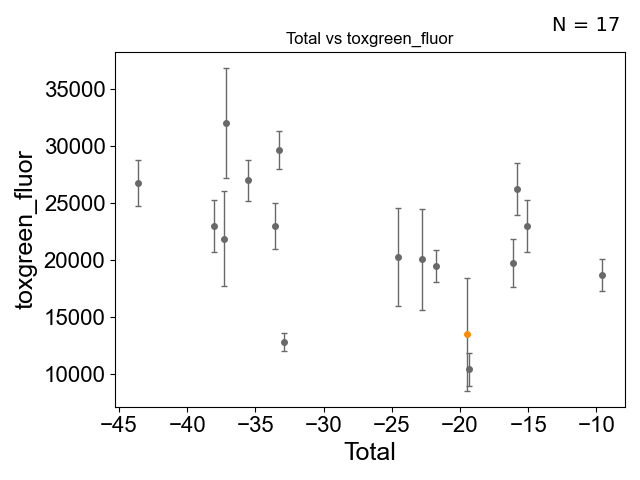 N = 17
Total vs toxgreen_fluor
toxgreen_fluor
35000
30000
25000
20000
15000
10000
−45 −40 −35 −30 −25 −20 −15 −10
Total